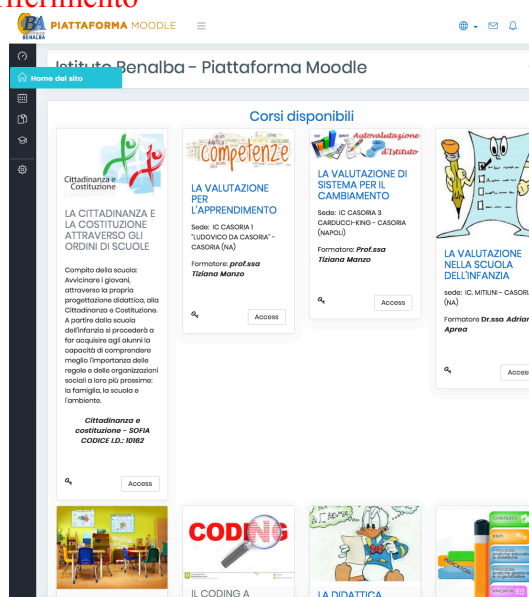 riferimento
PIATTAFORMA MOODLE
BENALBA
Istituto Benalba - Piattaforma Moodle
Home del sito
Corsi disponibili
Cittadinanza e
Costituzione
LA CITTADINANZA E
LA COSTITUZIONE
ATTRAVERSO GLI
ORDINI DI SCUOLE
Compito della scuola:
Avvicinare i giovani,
attraverso la propria
progettazione didattica, alla
Cittadinanza e Costituzione.
A partire dalla scuola
dell'infanzia si procederà a
far acquisire agli alunni la
capacità di comprendere
meglio l'importanza delle
regole e delle organizzazioni
sociali a loro più prossime:
la famiglia, la scuola e
l'ambiente.
Cittadinanza e
costituzione - SOFIA
CODICE I.D.: 10162
Access
competenze
LA VALUTAZIONE
PER
L'APPRENDIMENTO
Sede: IC CASORIA 1
"LUDOVICO DA CASORIA" -
CASORIA (NA)
Formatore: prof.ssa
Tiziana Manzo
Access
Autovalutazione
d'Istituto
LA VALUTAZIONE DI
SISTEMA PER IL
CAMBIAMENTO
Sede: IC CASORIA 3
CARDUCCI-KING - CASORIA
(NAPOLI)
Formatore: Prof.ssa
Tiziana Manzo
Access
LA VALUTAZIONE
NELLA SCUOLA
DELL'INFANZIA
sede: IC. MITILINI - CASORI
(NA)
Formatore Dr.ssa Adrian
Aprea
Access
CODING
IL CODING A
LA DIDATTICA
INDICATORI
CONTESTO
ESITI